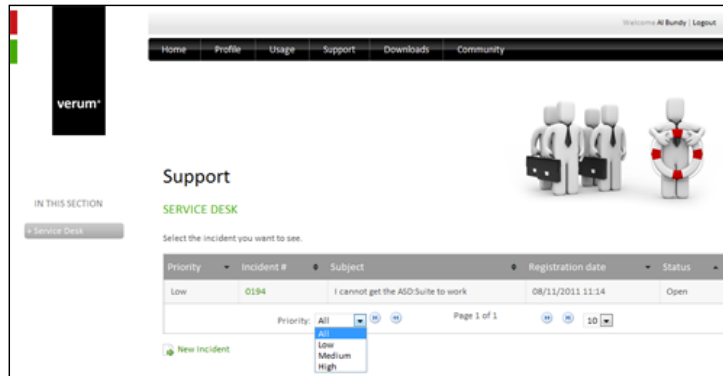 Welcome Al Bundy | Logout
Home Profile Usage Support Downloads Community
verum®
Support
IN THIS SECTION
SERVICE DESK
+ Service Desk
Select the incident you want to see.
Priority Incident # Subject Registration date Status
Low 0194 I cannot get the ASD:Suite to work 08/11/2011 11:14 Open
Priority: All Page 1 of 1 10
All
Low
Medium
High
New Incident